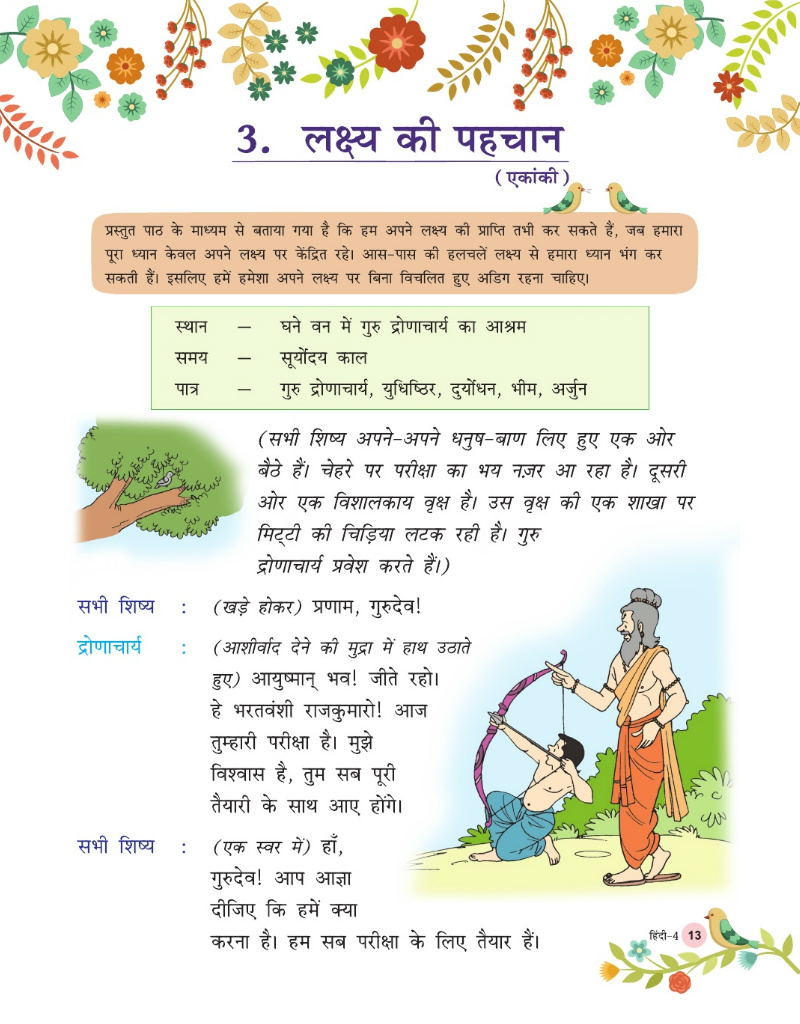 3. लक्ष्य की पहचान
( एकांकी )
प्रस्तुत पाठ के माध्यम से बताया गया है कि हम अपने लक्ष्य की प्राप्ति तभी कर सकते हैं, जब हमारा
पूरा ध्यान केवल अपने लक्ष्य पर केंद्रित रहे। आस-पास की हलचलें लक्ष्य से हमारा ध्यान भंग कर
सकती हैं। इसलिए हमें हमेशा अपने लक्ष्य पर बिना विचलित हुए अडिग रहना चाहिए।
स्थान – घने वन में गुरु द्रोणाचार्य का आश्रम
समय – सूर्योदय काल
पात्र – गुरु द्रोणाचार्य, युधिष्ठिर, दुर्योधन, भीम, अर्जुन
(सभी शिष्य अपने-अपने धनुष-बाण लिए हुए एक ओर
बैठे हैं। चेहरे पर परीक्षा का भय नज़र आ रहा है। दूसरी
ओर एक विशालकाय वृक्ष है। उस वृक्ष की एक शाखा पर
मिट्टी की चिड़िया लटक रही है। गुरु
द्रोणाचार्य प्रवेश करते हैं।)
सभी शिष्य : (खड़े होकर) प्रणाम, गुरुदेव!
द्रोणाचार्य : (आशीर्वाद देने की मुद्रा में हाथ उठाते
हुए) आयुष्मान् भव! जीते रहो।
हे भरतवंशी राजकुमारो! आज
तुम्हारी परीक्षा है। मुझे
विश्वास है, तुम सब पूरी
तैयारी के साथ आए होंगे।
सभी शिष्य : (एक स्वर में) हाँ,
गुरुदेव! आप आज्ञा
दीजिए कि हमें क्या
करना है। हम सब परीक्षा के लिए तैयार हैं।
हिंदी-4 13